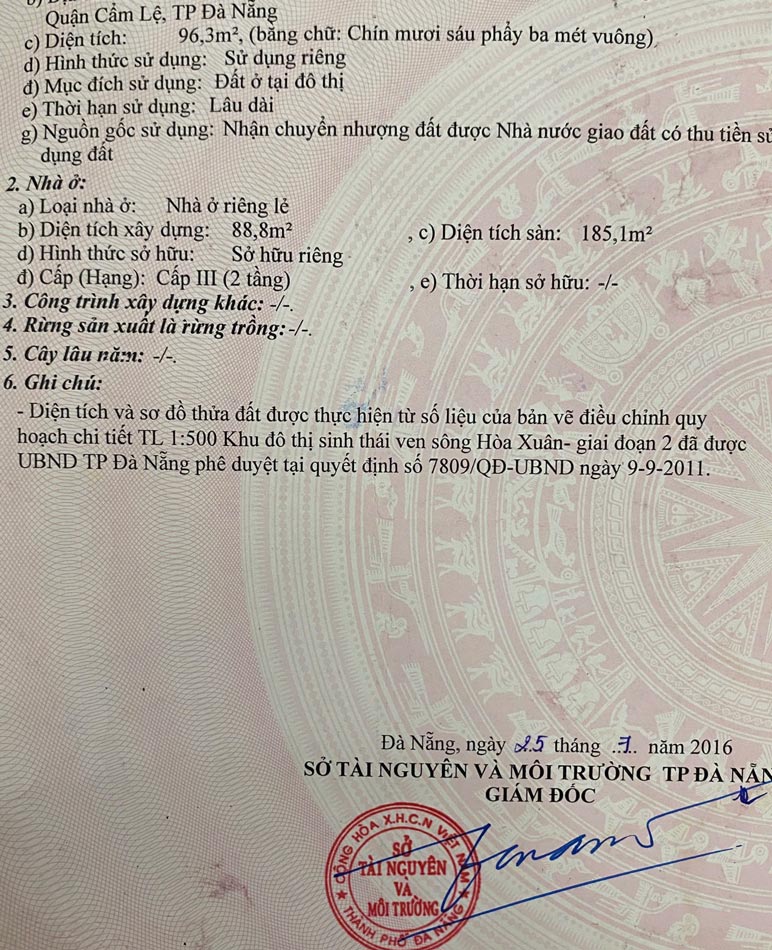 Quận Cẩm Lệ, TP Đà Nẵng
c) Diện tích: 96,3m², (bằng chữ: Chín mươi sáu phẩy ba mét vuông)
d) Hình thức sử dụng: Sử dụng riêng
đ) Mục đích sử dụng: Đất ở tại đô thị
e) Thời hạn sử dụng: Lâu dài
g) Nguồn gốc sử dụng: Nhận chuyển nhượng đất được Nhà nước giao đất có thu tiền sử
dụng đất
2. Nhà ở:
a) Loại nhà ở: Nhà ở riêng lẻ
b) Diện tích xây dựng: 88,8m² , c) Diện tích sàn: 185,1m²
d) Hình thức sở hữu: Sở hữu riêng
đ) Cấp (Hạng): Cấp III (2 tầng) , e) Thời hạn sở hữu: -/-
3. Công trình xây dựng khác: -/-.
4. Rừng sản xuất là rừng trồng: -/-.
5. Cây lâu năm: -/-.
6. Ghi chú:
- Diện tích và sơ đồ thửa đất được thực hiện từ số liệu của bản vẽ điều chỉnh quy
hoạch chi tiết TL 1:500 Khu đô thị sinh thái ven sông Hòa Xuân- giai đoạn 2 đã được
UBND TP Đà Nẵng phê duyệt tại quyết định số 7809/QĐ-UBND ngày 9-9-2011.
Đà Nẵng, ngày 25 tháng .7. năm 2016
SỞ TÀI NGUYÊN VÀ MÔI TRƯỜNG TP ĐÀ NẴN
GIÁM ĐỐC
CỘNG HÒA X.H.C.N VIỆT NAM
SỞ
TÀI NGUYÊN
VÀ
MÔI TRƯỜNG
THÀNH PHỐ ĐÀ NẴNG